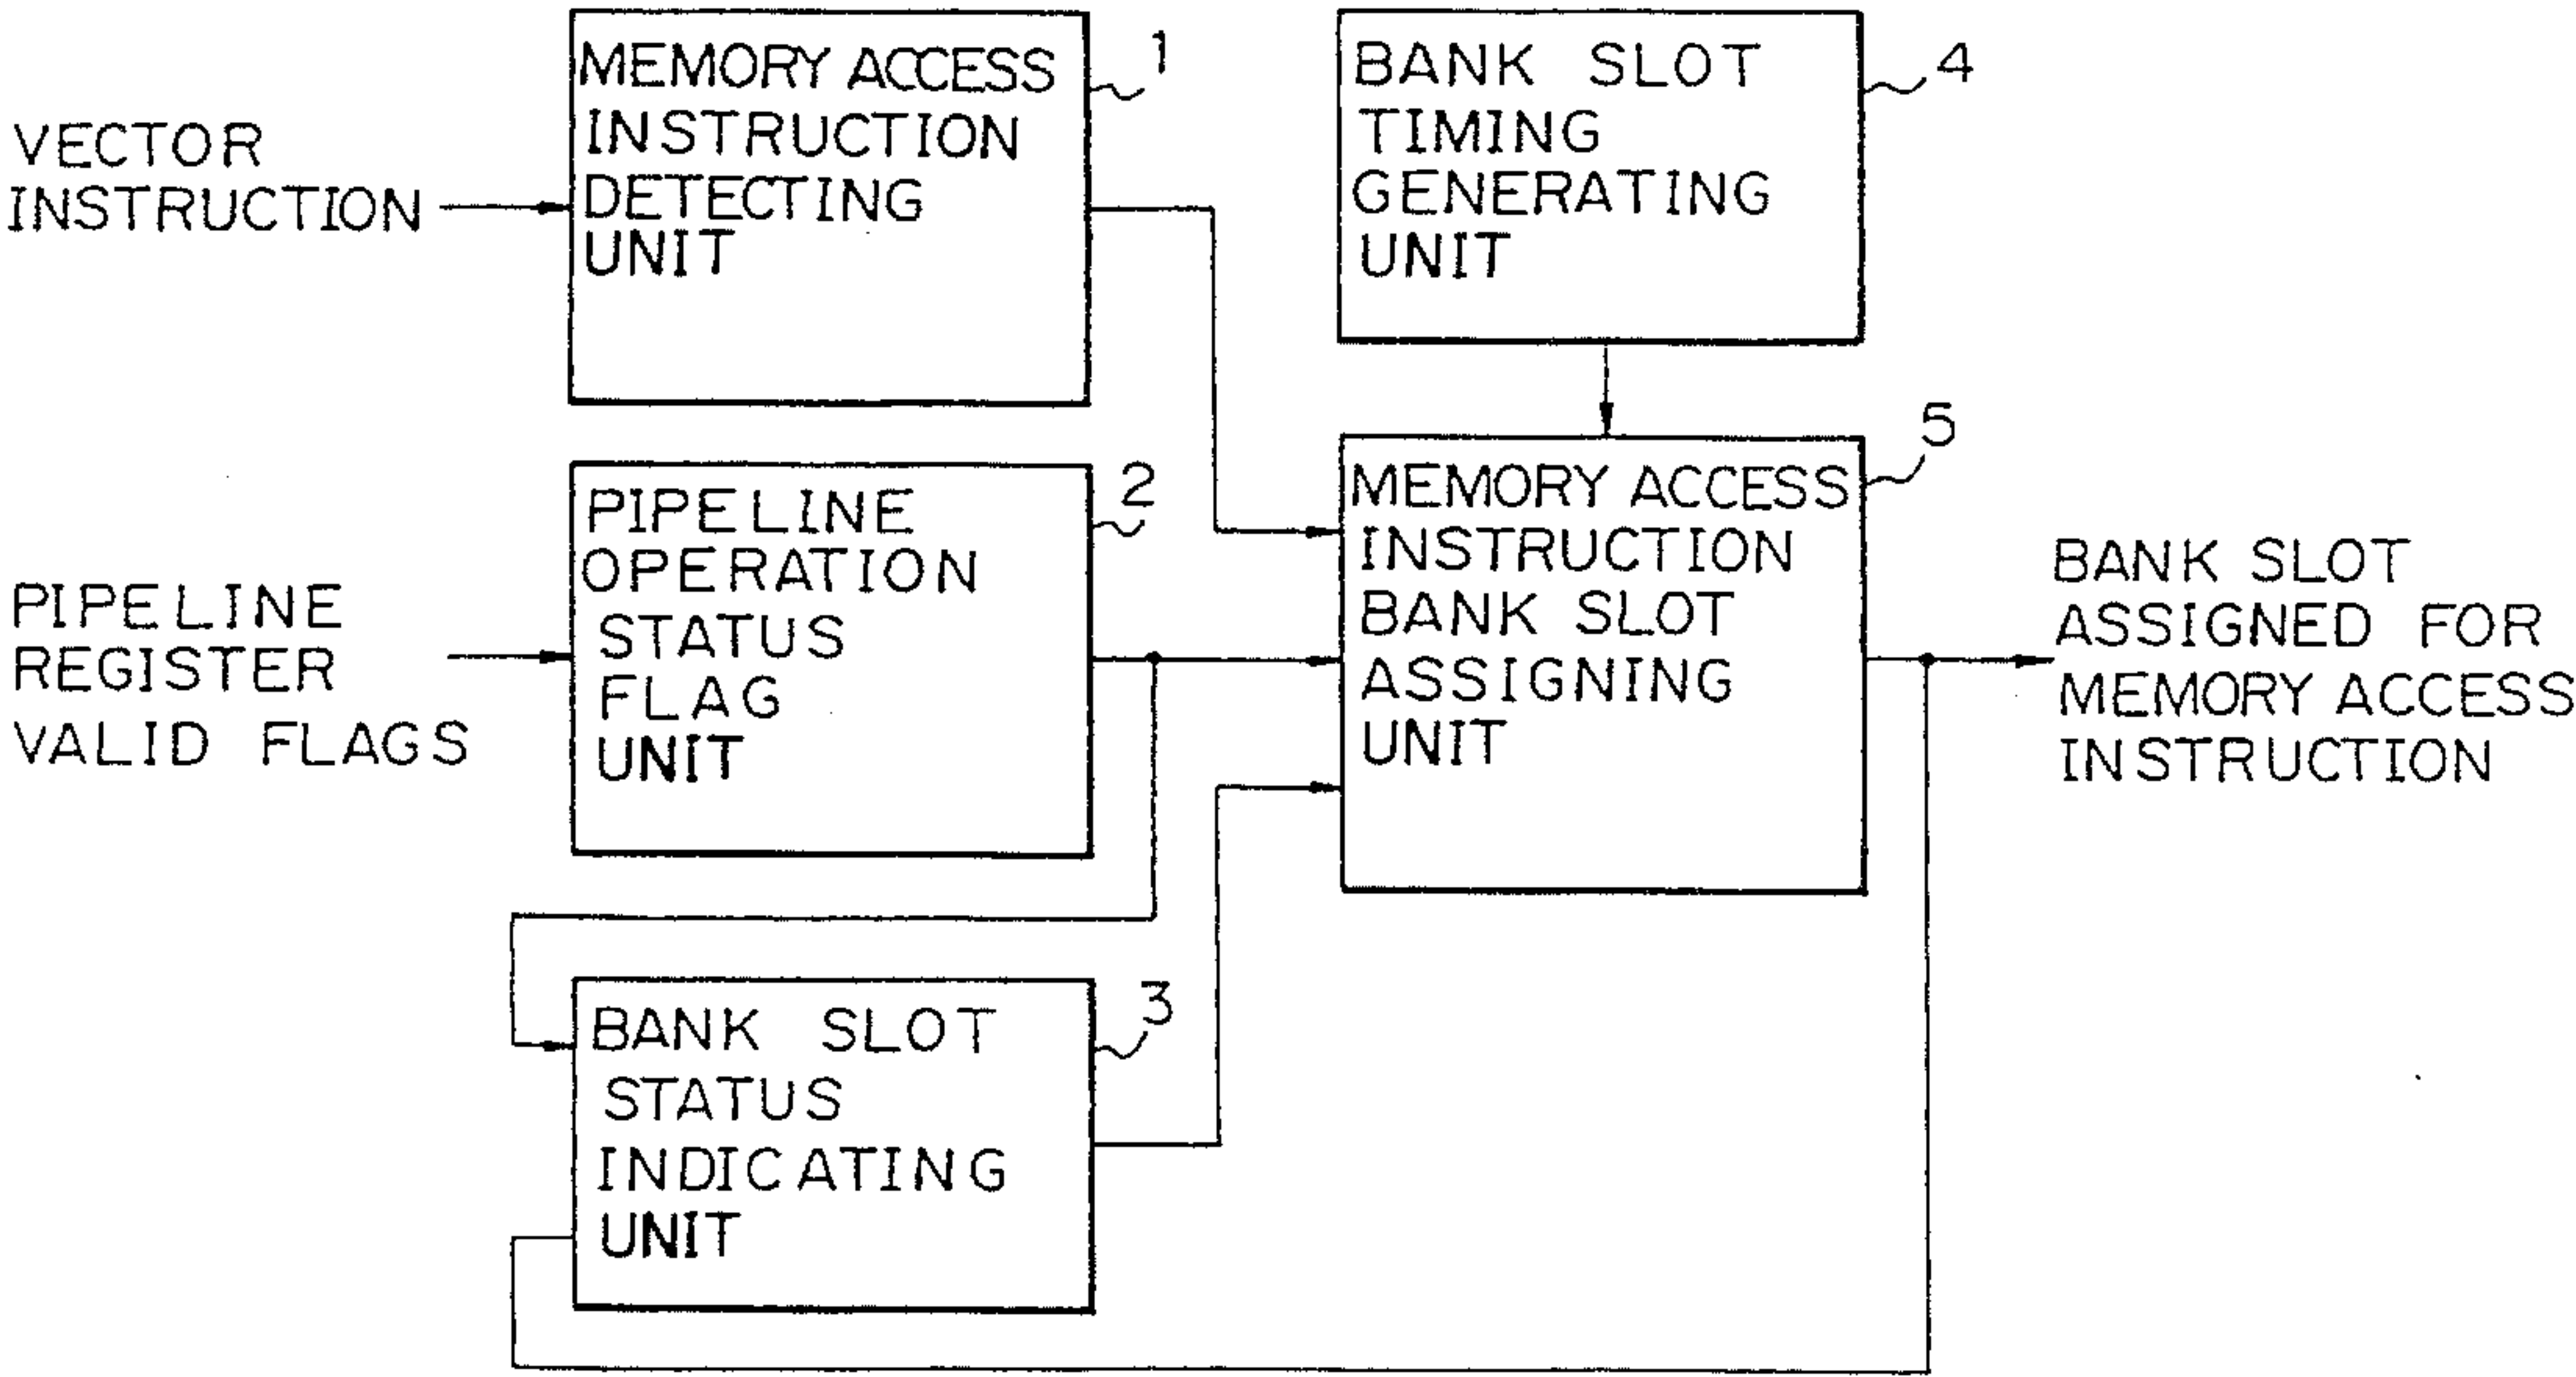 VECTOR
INSTRUCTION
MEMORY ACCESS
INSTRUCTION
DETECTING
UNIT
1
BANK SLOT
TIMING
GENERATING
UNIT
4
PIPELINE
REGISTER
VALID FLAGS
PIPELINE
OPERATION
STATUS
FLAG
UNIT
2
MEMORY ACCESS
INSTRUCTION
BANK SLOT
ASSIGNING
UNIT
5
BANK SLOT
ASSIGNED FOR
MEMORY ACCESS
INSTRUCTION
BANK SLOT
STATUS
INDICATING
UNIT
3